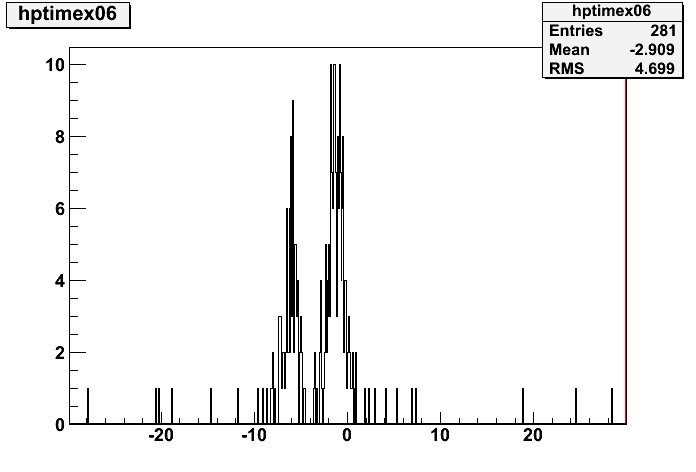 hptimex06
hptimex06
Entries 281
Mean -2.909
RMS 4.699
10
8
6
4
2
0
-20 -10 0 10 20